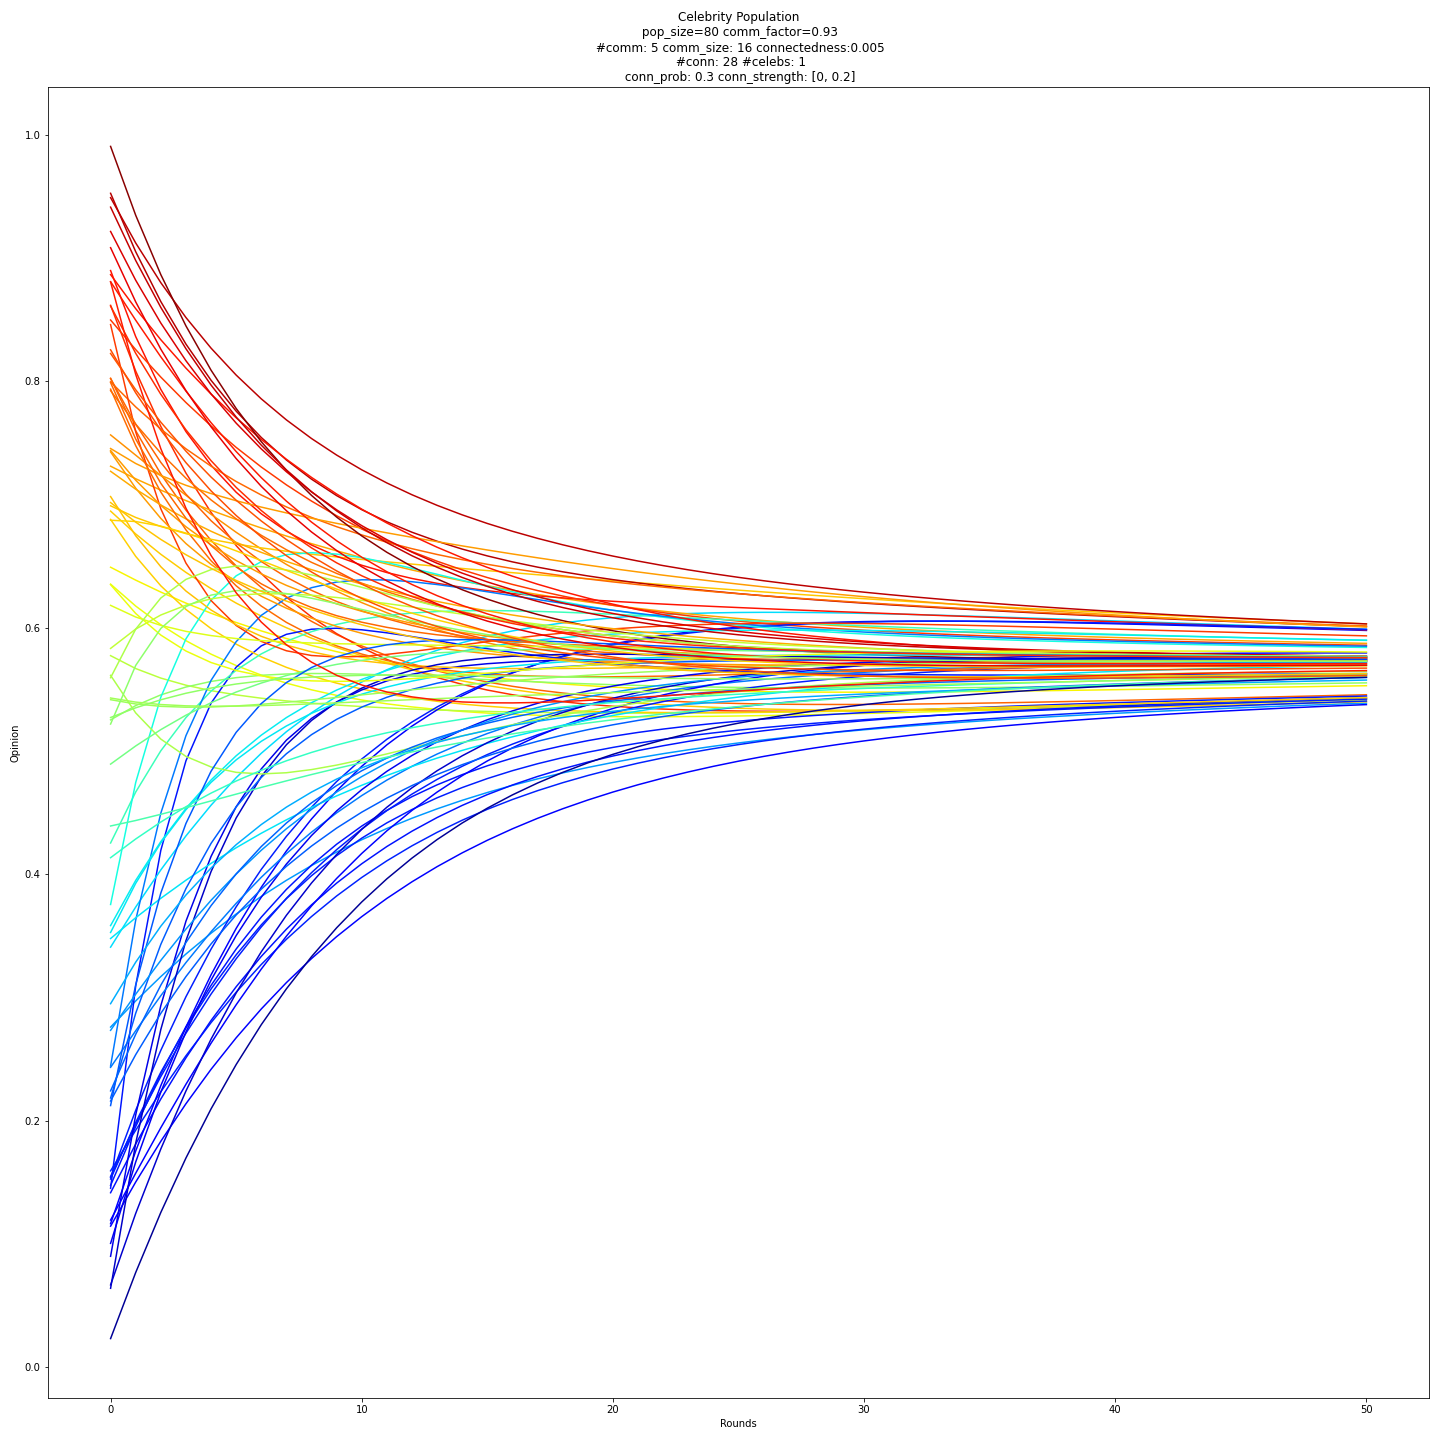 Celebrity Population
pop_size=80 comm_factor=0.93
#comm: 5 comm_size: 16 connectedness:0.005
#conn: 28 #celebs: 1
conn_prob: 0.3 conn_strength: [0, 0.2]
1.0
0.8
0.6
0.4
0.2
0.0
Opinion
0 10 20 30 40 50
Rounds